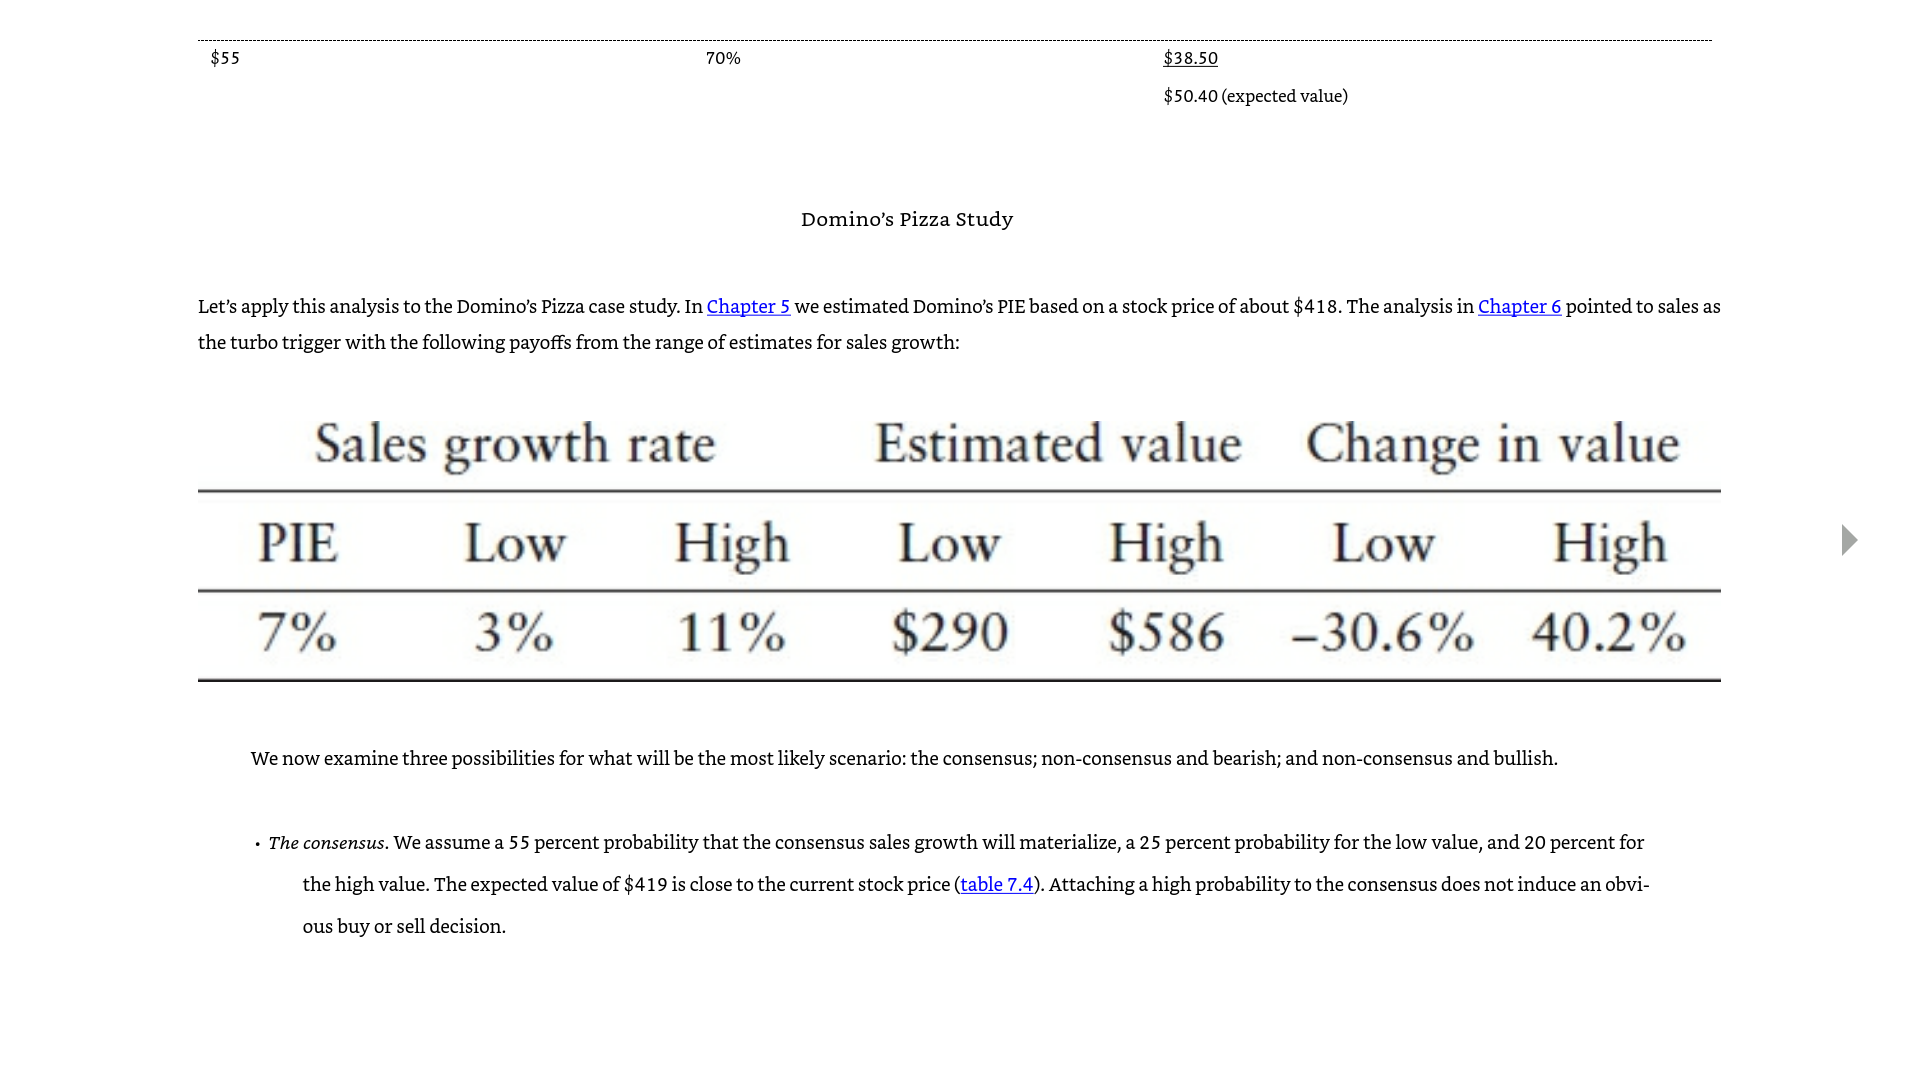 $55 70% $38.50
$50.40 (expected value)
Domino’s Pizza Study
Let’s apply this analysis to the Domino’s Pizza case study. In Chapter 5 we estimated Domino’s PIE based on a stock price of about $418. The analysis in Chapter 6 pointed to sales as
the turbo trigger with the following payoffs from the range of estimates for sales growth:
Sales growth rate Estimated value Change in value
PIE Low High Low High Low High
7% 3% 11% $290 $586 –30.6% 40.2%
We now examine three possibilities for what will be the most likely scenario: the consensus; non-consensus and bearish; and non-consensus and bullish.
• The consensus. We assume a 55 percent probability that the consensus sales growth will materialize, a 25 percent probability for the low value, and 20 percent for
the high value. The expected value of $419 is close to the current stock price (table 7.4). Attaching a high probability to the consensus does not induce an obvi-
ous buy or sell decision.